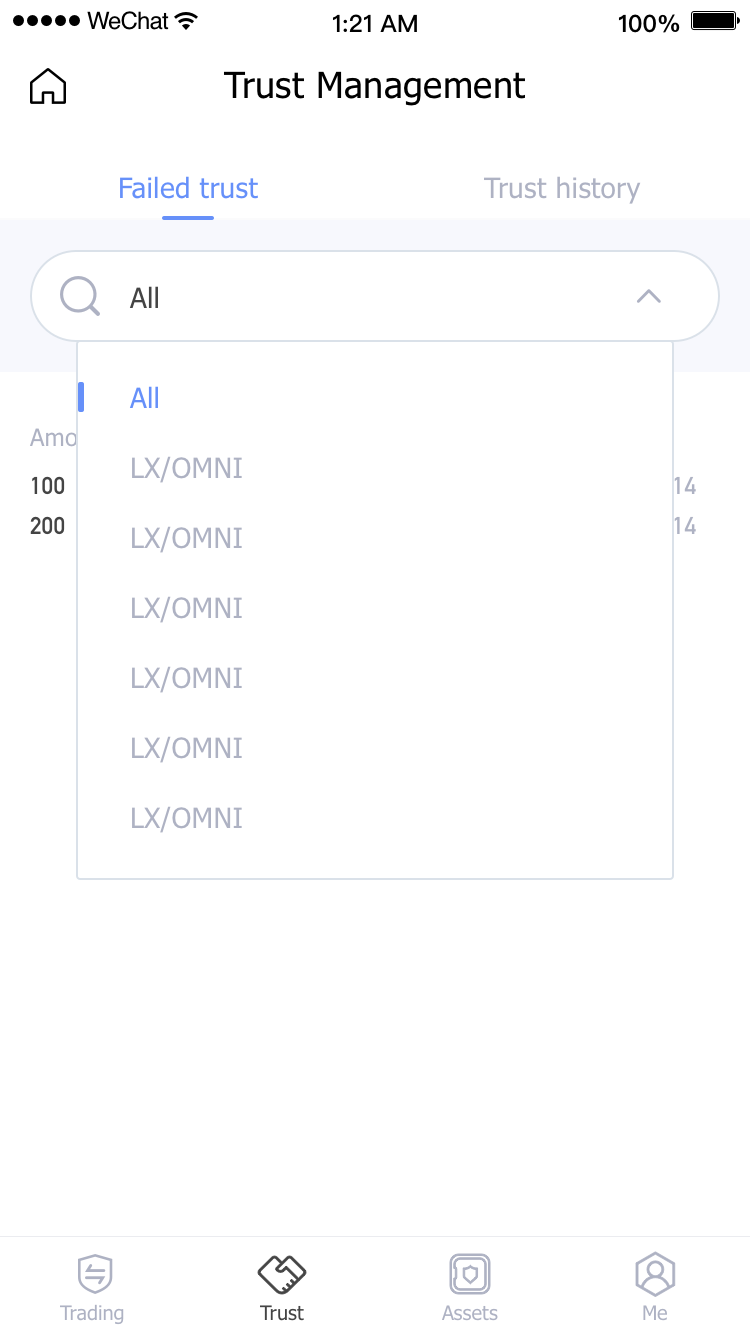 WeChat 1:21 AM 100%
Trust Management
Failed trust Trust history
All
All
LX/OMNI
LX/OMNI
LX/OMNI
LX/OMNI
LX/OMNI
LX/OMNI
Amo
100 14
200 14
Trading Trust Assets Me